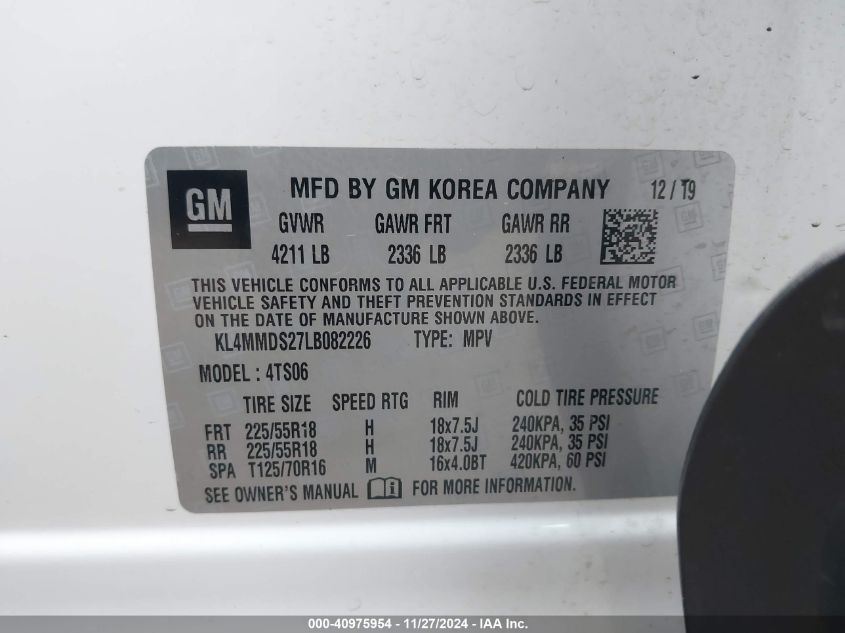 GM MFD BY GM KOREA COMPANY 12 / T9
GVWR GAWR FRT GAWR RR
4211 LB 2336 LB 2336 LB
THIS VEHICLE CONFORMS TO ALL APPLICABLE U.S. FEDERAL MOTOR
VEHICLE SAFETY AND THEFT PREVENTION STANDARDS IN EFFECT
ON THE DATE OF MANUFACTURE SHOWN ABOVE.
KL4MMDS27LB082226 TYPE: MPV
MODEL : 4TS06
TIRE SIZE SPEED RTG RIM COLD TIRE PRESSURE
FRT 225/55R18 H 18x7.5J 240KPA, 35 PSI
RR 225/55R18 H 18x7.5J 240KPA, 35 PSI
SPA T125/70R16 M 16x4.0BT 420KPA, 60 PSI
SEE OWNER'S MANUAL FOR MORE INFORMATION.
000-40975954 - 11/27/2024 - IAAI.COM - IAA Inc.